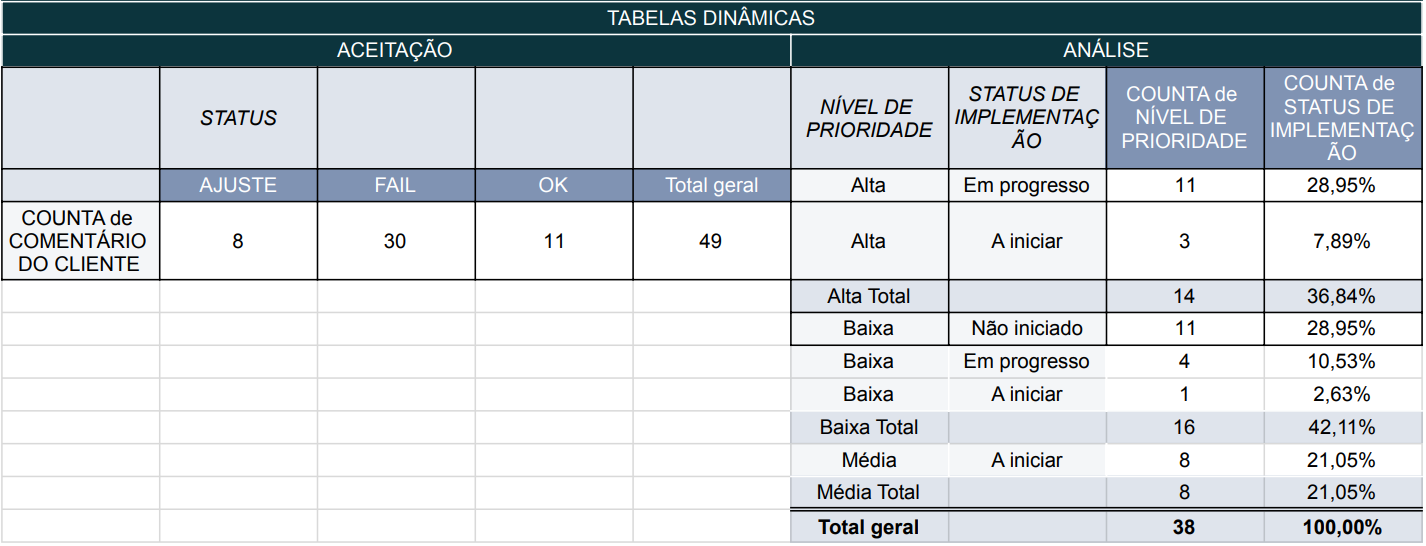 TABELAS DINÂMICAS
ACEITAÇÃO ANÁLISE
STATUS
NÍVEL DE
PRIORIDADE
STATUS DE
IMPLEMENTAÇ
ÃO
COUNTA de
NÍVEL DE
PRIORIDADE
COUNTA de
STATUS DE
IMPLEMENTAÇ
ÃO
AJUSTE FAIL OK Total geral Alta Em progresso 11 28,95%
COUNTA de
COMENTÁRIO
DO CLIENTE
8 30 11 49 Alta A iniciar 3 7,89%
Alta Total 14 36,84%
Baixa Não iniciado 11 28,95%
Baixa Em progresso 4 10,53%
Baixa A iniciar 1 2,63%
Baixa Total 16 42,11%
Média A iniciar 8 21,05%
Média Total 8 21,05%
Total geral 38 100,00%